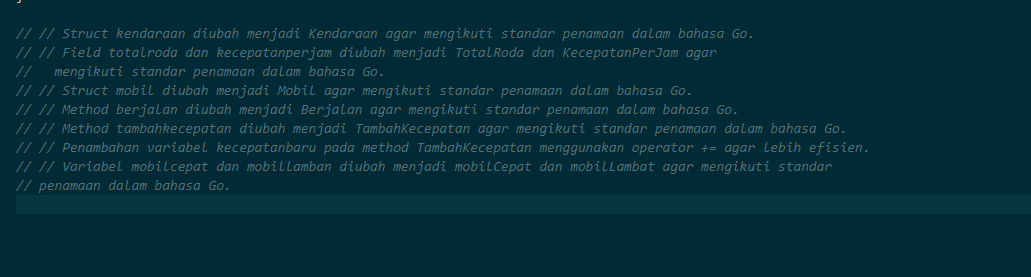 // // Struct kendaraan diubah menjadi Kendaraan agar mengikuti standar penamaan dalam bahasa Go.
// // Field totalroda dan kecepatanperjam diubah menjadi TotalRoda dan KecepatanPerJam agar
//   mengikuti standar penamaan dalam bahasa Go.
// // Struct mobil diubah menjadi Mobil agar mengikuti standar penamaan dalam bahasa Go.
// // Method berjalan diubah menjadi Berjalan agar mengikuti standar penamaan dalam bahasa Go.
// // Method tambahkecepatan diubah menjadi TambahKecepatan agar mengikuti standar penamaan dalam bahasa Go.
// // Penambahan variabel kecepatanbaru pada method TambahKecepatan menggunakan operator += agar lebih efisien.
// // Variabel mobilcepat dan mobillamban diubah menjadi mobilCepat dan mobilLambat agar mengikuti standar
// penamaan dalam bahasa Go.